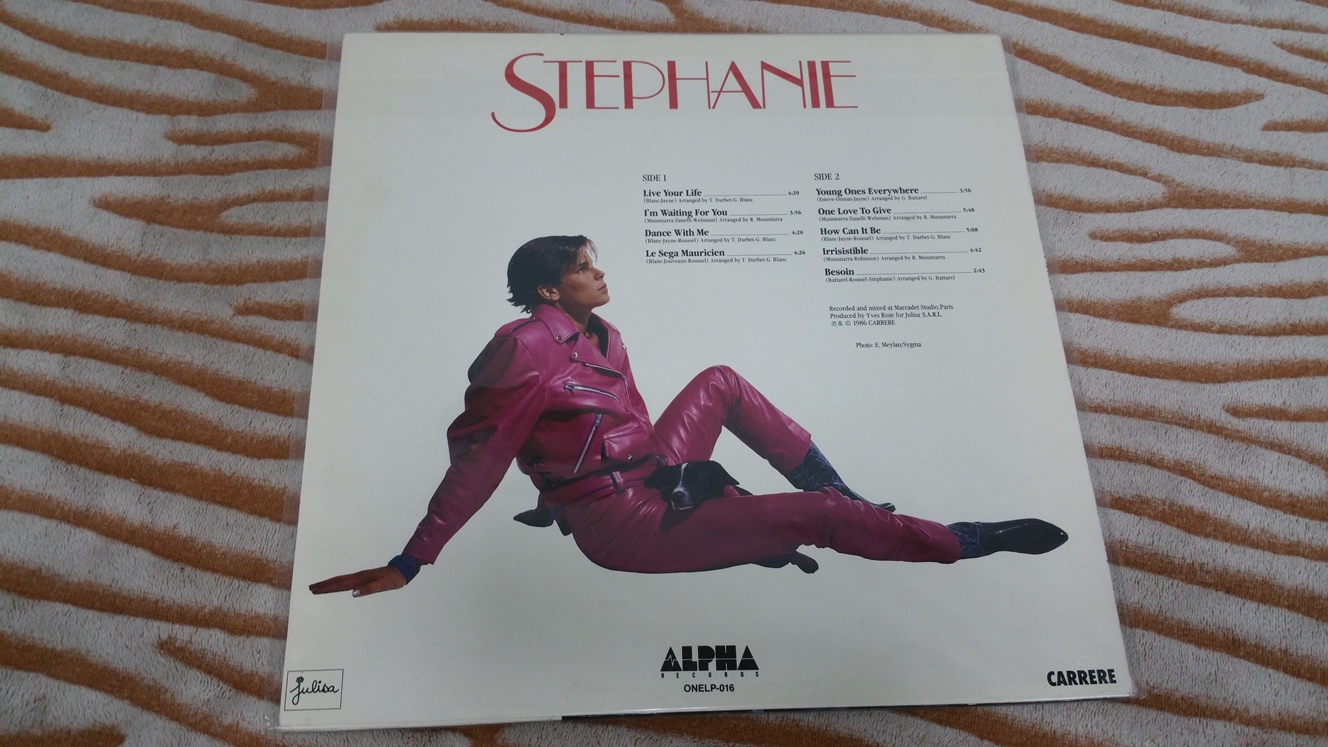 STEPHANIE
SIDE 1
Live Your Life 4:29
(Blanc-Jayne) Arranged by T. Durbet-G. Blanc
I'm Waiting For You 3:56
(Musumarra-Zanelli-Welsman) Arranged by R. Musumarra
Dance With Me 4:20
(Blanc-Jayne-Roussel) Arranged by T. Durbet-G. Blanc
Le Sega Mauricien 4:26
(Blanc-Jouveaux-Roussel) Arranged by T. Durbet-G. Blanc
SIDE 2
Young Ones Everywhere 3:56
(Esteve-Osman-Jayne) Arranged by G. Battarel
One Love To Give 5:48
(Musumarra-Zanelli-Welsman) Arranged by R. Musumarra
How Can It Be 5:08
(Blanc-Jayne-Roussel) Arranged by T. Durbet-G. Blanc
Irrisistible 4:42
(Musumarra-Robinson) Arranged by R. Musumarra
Besoin 2:43
(Battarel-Roussel-Stéphanie) Arranged by G. Battarel
Recorded and mixed at Marcadet Studio, Paris
Produced by Yves Roze for Julisa S.A.R.L.
℗ & © 1986 CARRERE
Photo: E. Meylan/Sygma
Julisa
ALPHA
RECORDS
ONELP-016
CARRERE